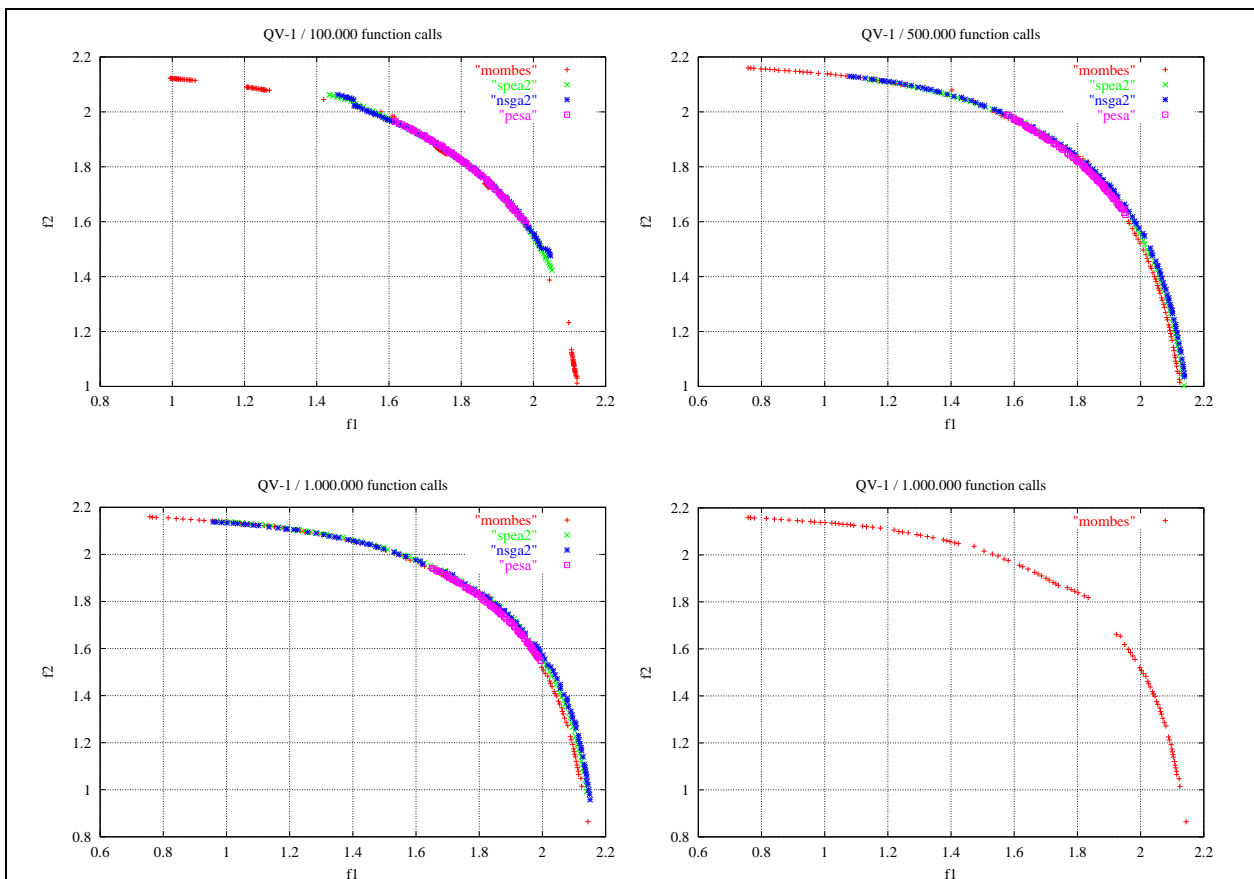 QV-1 / 100.000 function calls
2.2
2
1.8
1.6
1.4
1.2
1
f2
0.8
1
1.2
1.4
1.6
1.8
2
2.2
f1
"mombes"
"spea2"
"nsga2"
"pesa"
QV-1 / 500.000 function calls
2.2
2
1.8
1.6
1.4
1.2
1
f2
0.6
0.8
1
1.2
1.4
1.6
1.8
2
2.2
f1
"mombes"
"spea2"
"nsga2"
"pesa"
QV-1 / 1.000.000 function calls
2.2
2
1.8
1.6
1.4
1.2
1
0.8
f2
0.6
0.8
1
1.2
1.4
1.6
1.8
2
2.2
f1
"mombes"
"spea2"
"nsga2"
"pesa"
QV-1 / 1.000.000 function calls
2.2
2
1.8
1.6
1.4
1.2
1
0.8
f2
0.6
0.8
1
1.2
1.4
1.6
1.8
2
2.2
f1
"mombes"